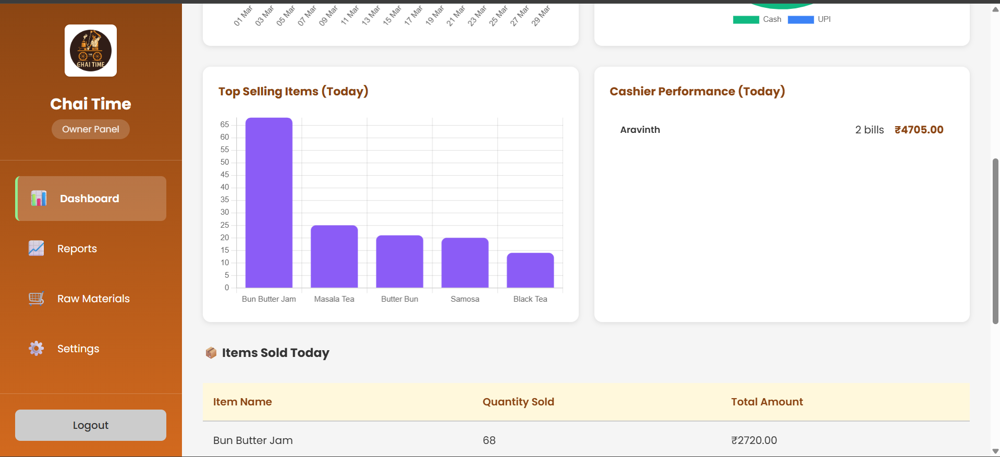 THE
CHAI TIME
Chai Time
Owner Panel
Dashboard
Reports
Raw Materials
Settings
Logout
01 Mar
03 Mar
05 Mar
07 Mar
09 Mar
11 Mar
13 Mar
15 Mar
17 Mar
19 Mar
21 Mar
23 Mar
25 Mar
27 Mar
29 Mar
Cash UPI
Top Selling Items (Today)
65
60
55
50
45
40
35
30
25
20
15
10
5
0
Bun Butter Jam Masala Tea Butter Bun Samosa Black Tea
Cashier Performance (Today)
Aravinth 2 bills ₹4705.00
Items Sold Today
Item Name Quantity Sold Total Amount
Bun Butter Jam 68 ₹2720.00